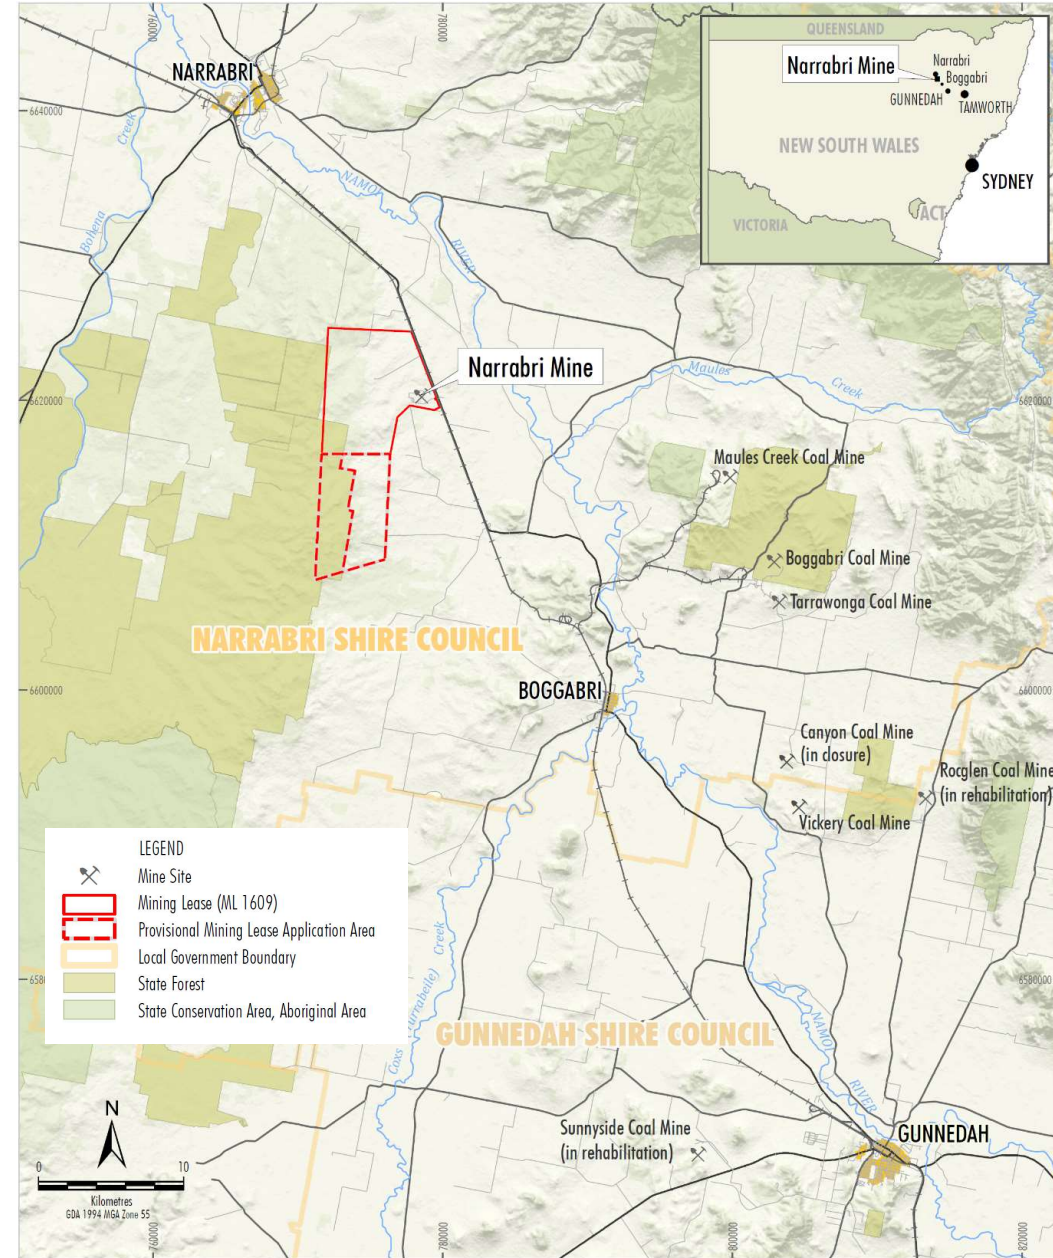 760000
780000
QUEENSLAND
Narrabri Mine
Narrabri
Boggabri
GUNNEDAH
TAMWORTH
NEW SOUTH WALES
SYDNEY
ACT
VICTORIA
NARRABRI
6640000
Creek
Bohena
NAMOI
RIVER
Narrabri Mine
Maules
Creek
6620000
6620000
Maules Creek Coal Mine
Boggabri Coal Mine
Tarrawonga Coal Mine
NARRABRI SHIRE COUNCIL
BOGGABRI
6600000
6600000
Canyon Coal Mine
(in closure)
Rocglen Coal Mine
(in rehabilitation)
Vickery Coal Mine
LEGEND
Mine Site
Mining Lease (ML 1609)
Provisional Mining Lease Application Area
Local Government Boundary
State Forest
State Conservation Area, Aboriginal Area
Creek
Coxs
6580000
GUNNEDAH SHIRE COUNCIL
NAMOI
RIVER
GUNNEDAH
Sunnyside Coal Mine
(in rehabilitation)
N
0 10
Kilometres
GDA 1994 MGA Zone 55
760000
780000
800000
820000